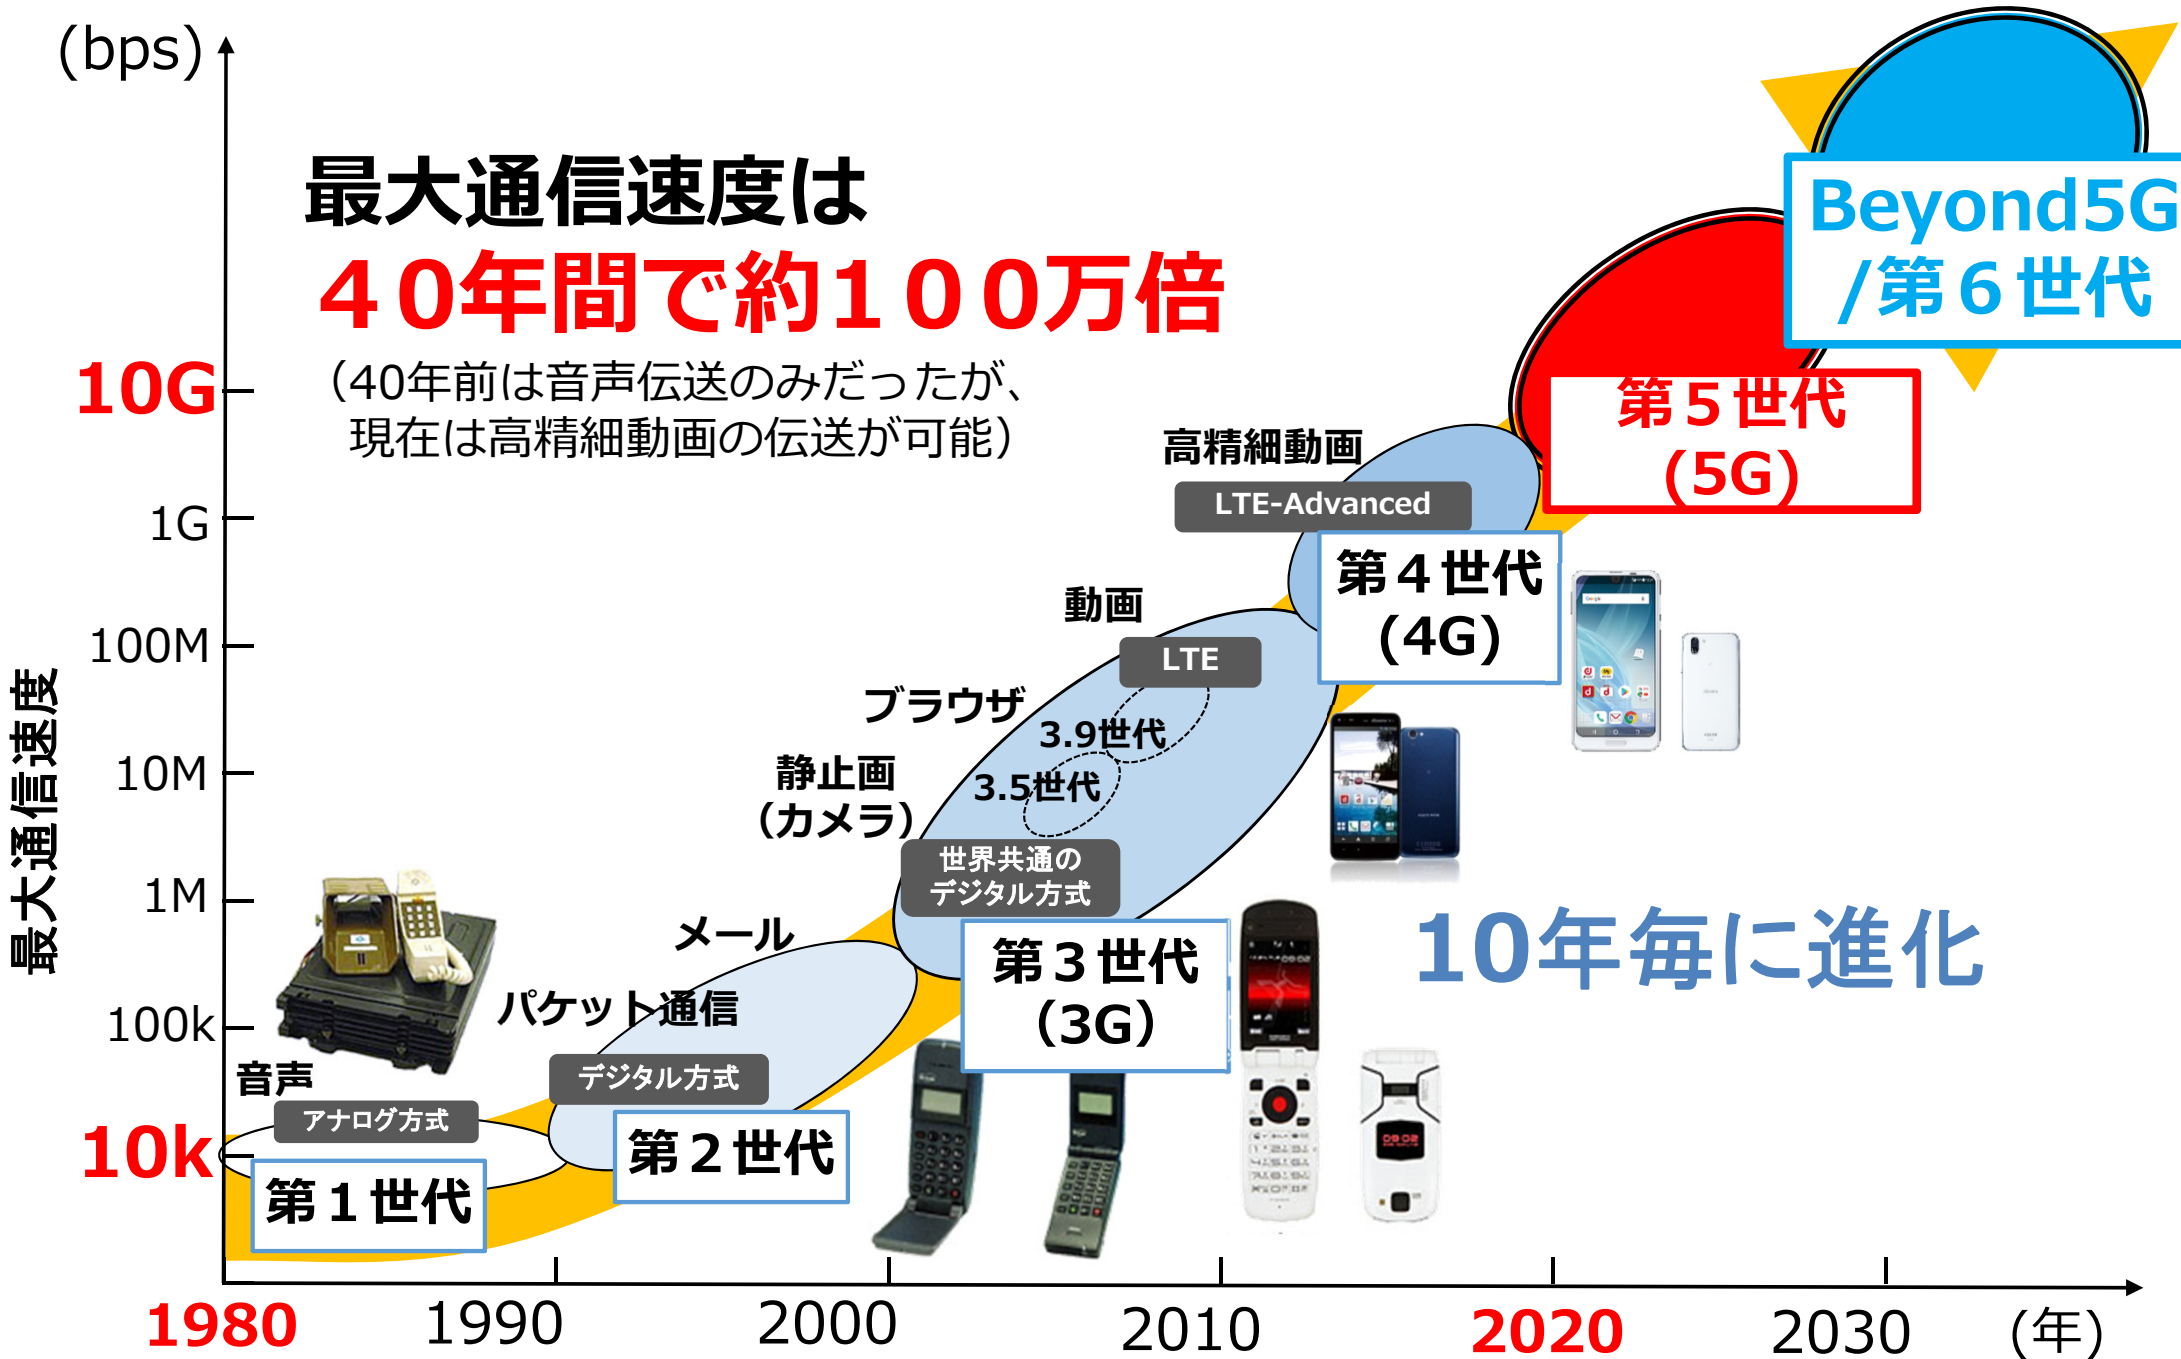 (bps)
最大通信速度は
４０年間で約１００万倍
（40年前は音声伝送のみだったが、
現在は高精細動画の伝送が可能）
Beyond5G
/第６世代
第５世代
(5G)
高精細動画
LTE-Advanced
第４世代
(4G)
動画
LTE
ブラウザ
3.9世代
3.5世代
静止画
（カメラ）
世界共通の
デジタル方式
第３世代
（3G）
メール
パケット通信
デジタル方式
第２世代
音声
アナログ方式
第１世代
10年毎に進化
最大通信速度
10G
1G
100M
10M
1M
100k
10k
1980
1990
2000
2010
2020
2030
(年)